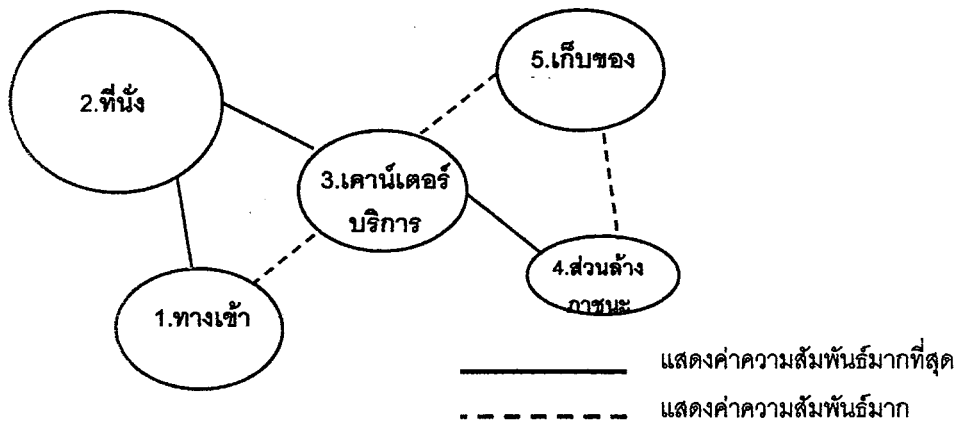 5.เก็บของ
2.ที่นั่ง
3.เคาน์เตอร์
บริการ
4.ส่วนล้าง
ภาชนะ
1.ทางเข้า
แสดงค่าความสัมพันธ์มากที่สุด
แสดงค่าความสัมพันธ์มาก